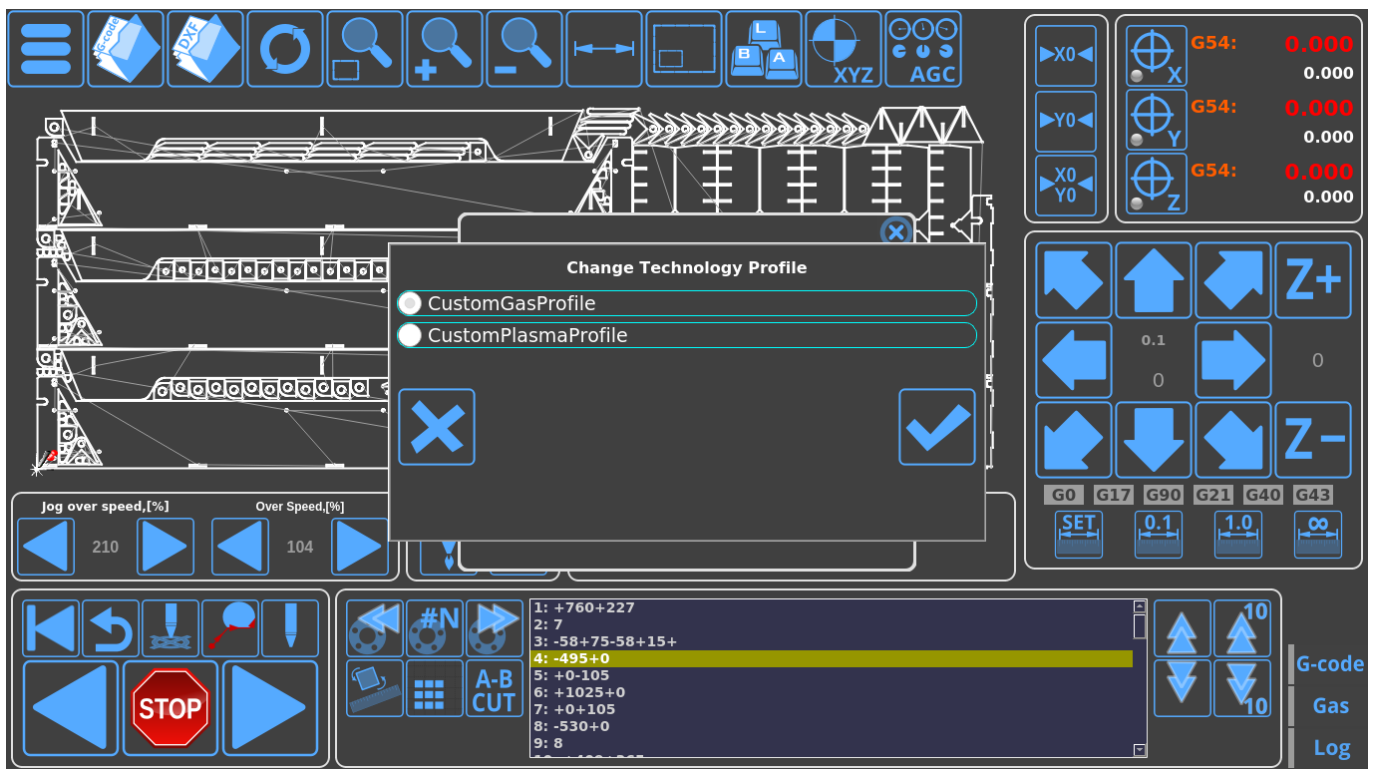 G-code
DXF
XYZ
L
B
A
AGC
X0
Y0
X0
Y0
X
G54: 0.000
0.000
Y
G54: 0.000
0.000
Z
G54: 0.000
0.000
Change Technology Profile
CustomGasProfile
CustomPlasmaProfile
Z+
0.1
0
0
Z-
G0 G17 G90 G21 G40 G43
SET 0.1 1.0 ∞
Jog over speed,[%]
210
Over Speed,[%]
104
STOP
#N
A-B
CUT
1: +760+227
2: 7
3: -58+75-58+15+
4: -495+0
5: +0-105
6: +1025+0
7: +0+105
8: -530+0
9: 8
10
10
G-code
Gas
Log